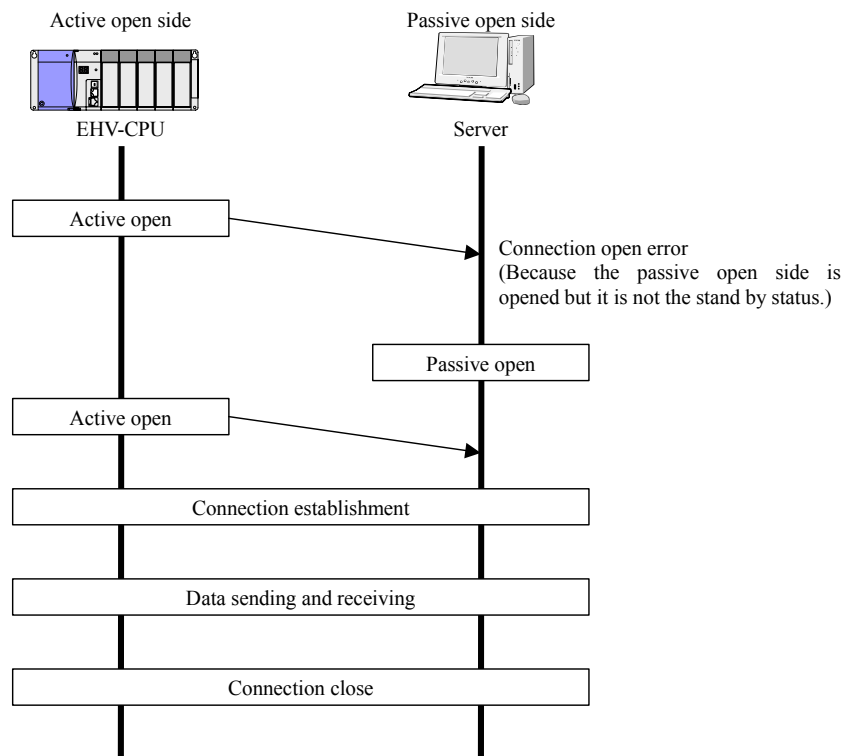 Active open side
Passive open side
EHV-CPU
Server
Active open
Connection open error
(Because the passive open side is
opened but it is not the stand by status.)
Passive open
Active open
Connection establishment
Data sending and receiving
Connection close